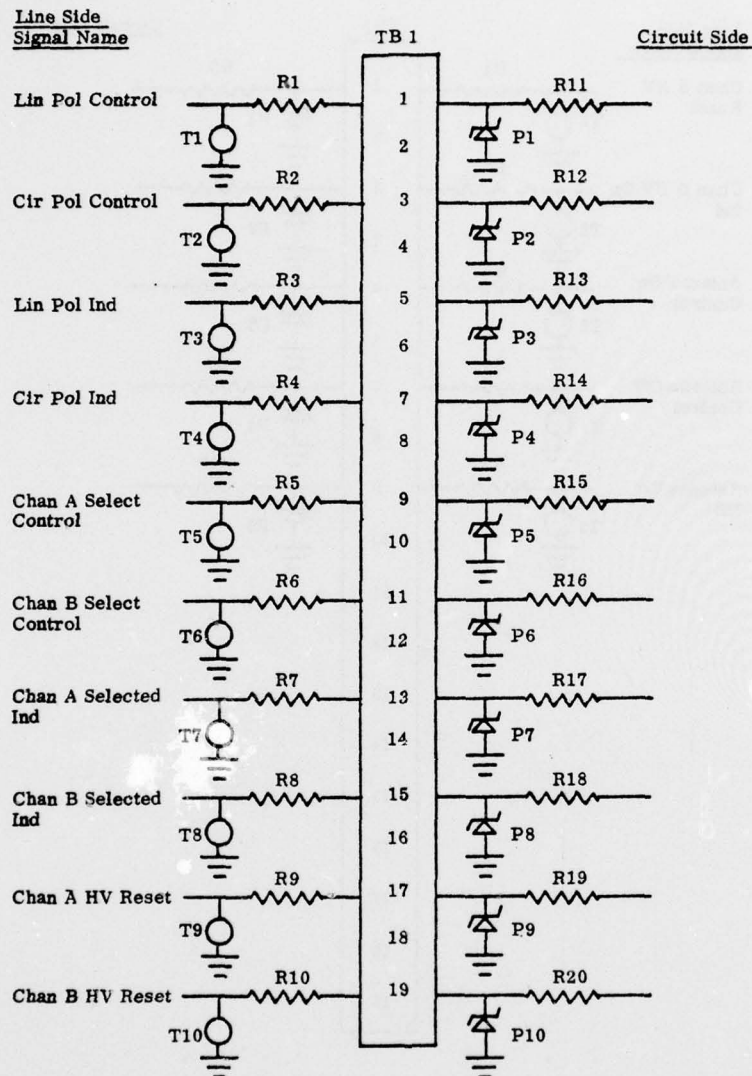 Line Side
Signal Name
TB 1
Circuit Side
Lin Pol Control
R1
1
R11
T1
2
P1
Cir Pol Control
R2
3
R12
T2
4
P2
Lin Pol Ind
R3
5
R13
T3
6
P3
Cir Pol Ind
R4
7
R14
T4
8
P4
Chan A Select
Control
R5
9
R15
T5
10
P5
Chan B Select
Control
R6
11
R16
T6
12
P6
Chan A Selected
Ind
R7
13
R17
T7
14
P7
Chan B Selected
Ind
R8
15
R18
T8
16
P8
Chan A HV Reset
R9
17
R19
T9
18
P9
Chan B HV Reset
R10
19
R20
T10
P10